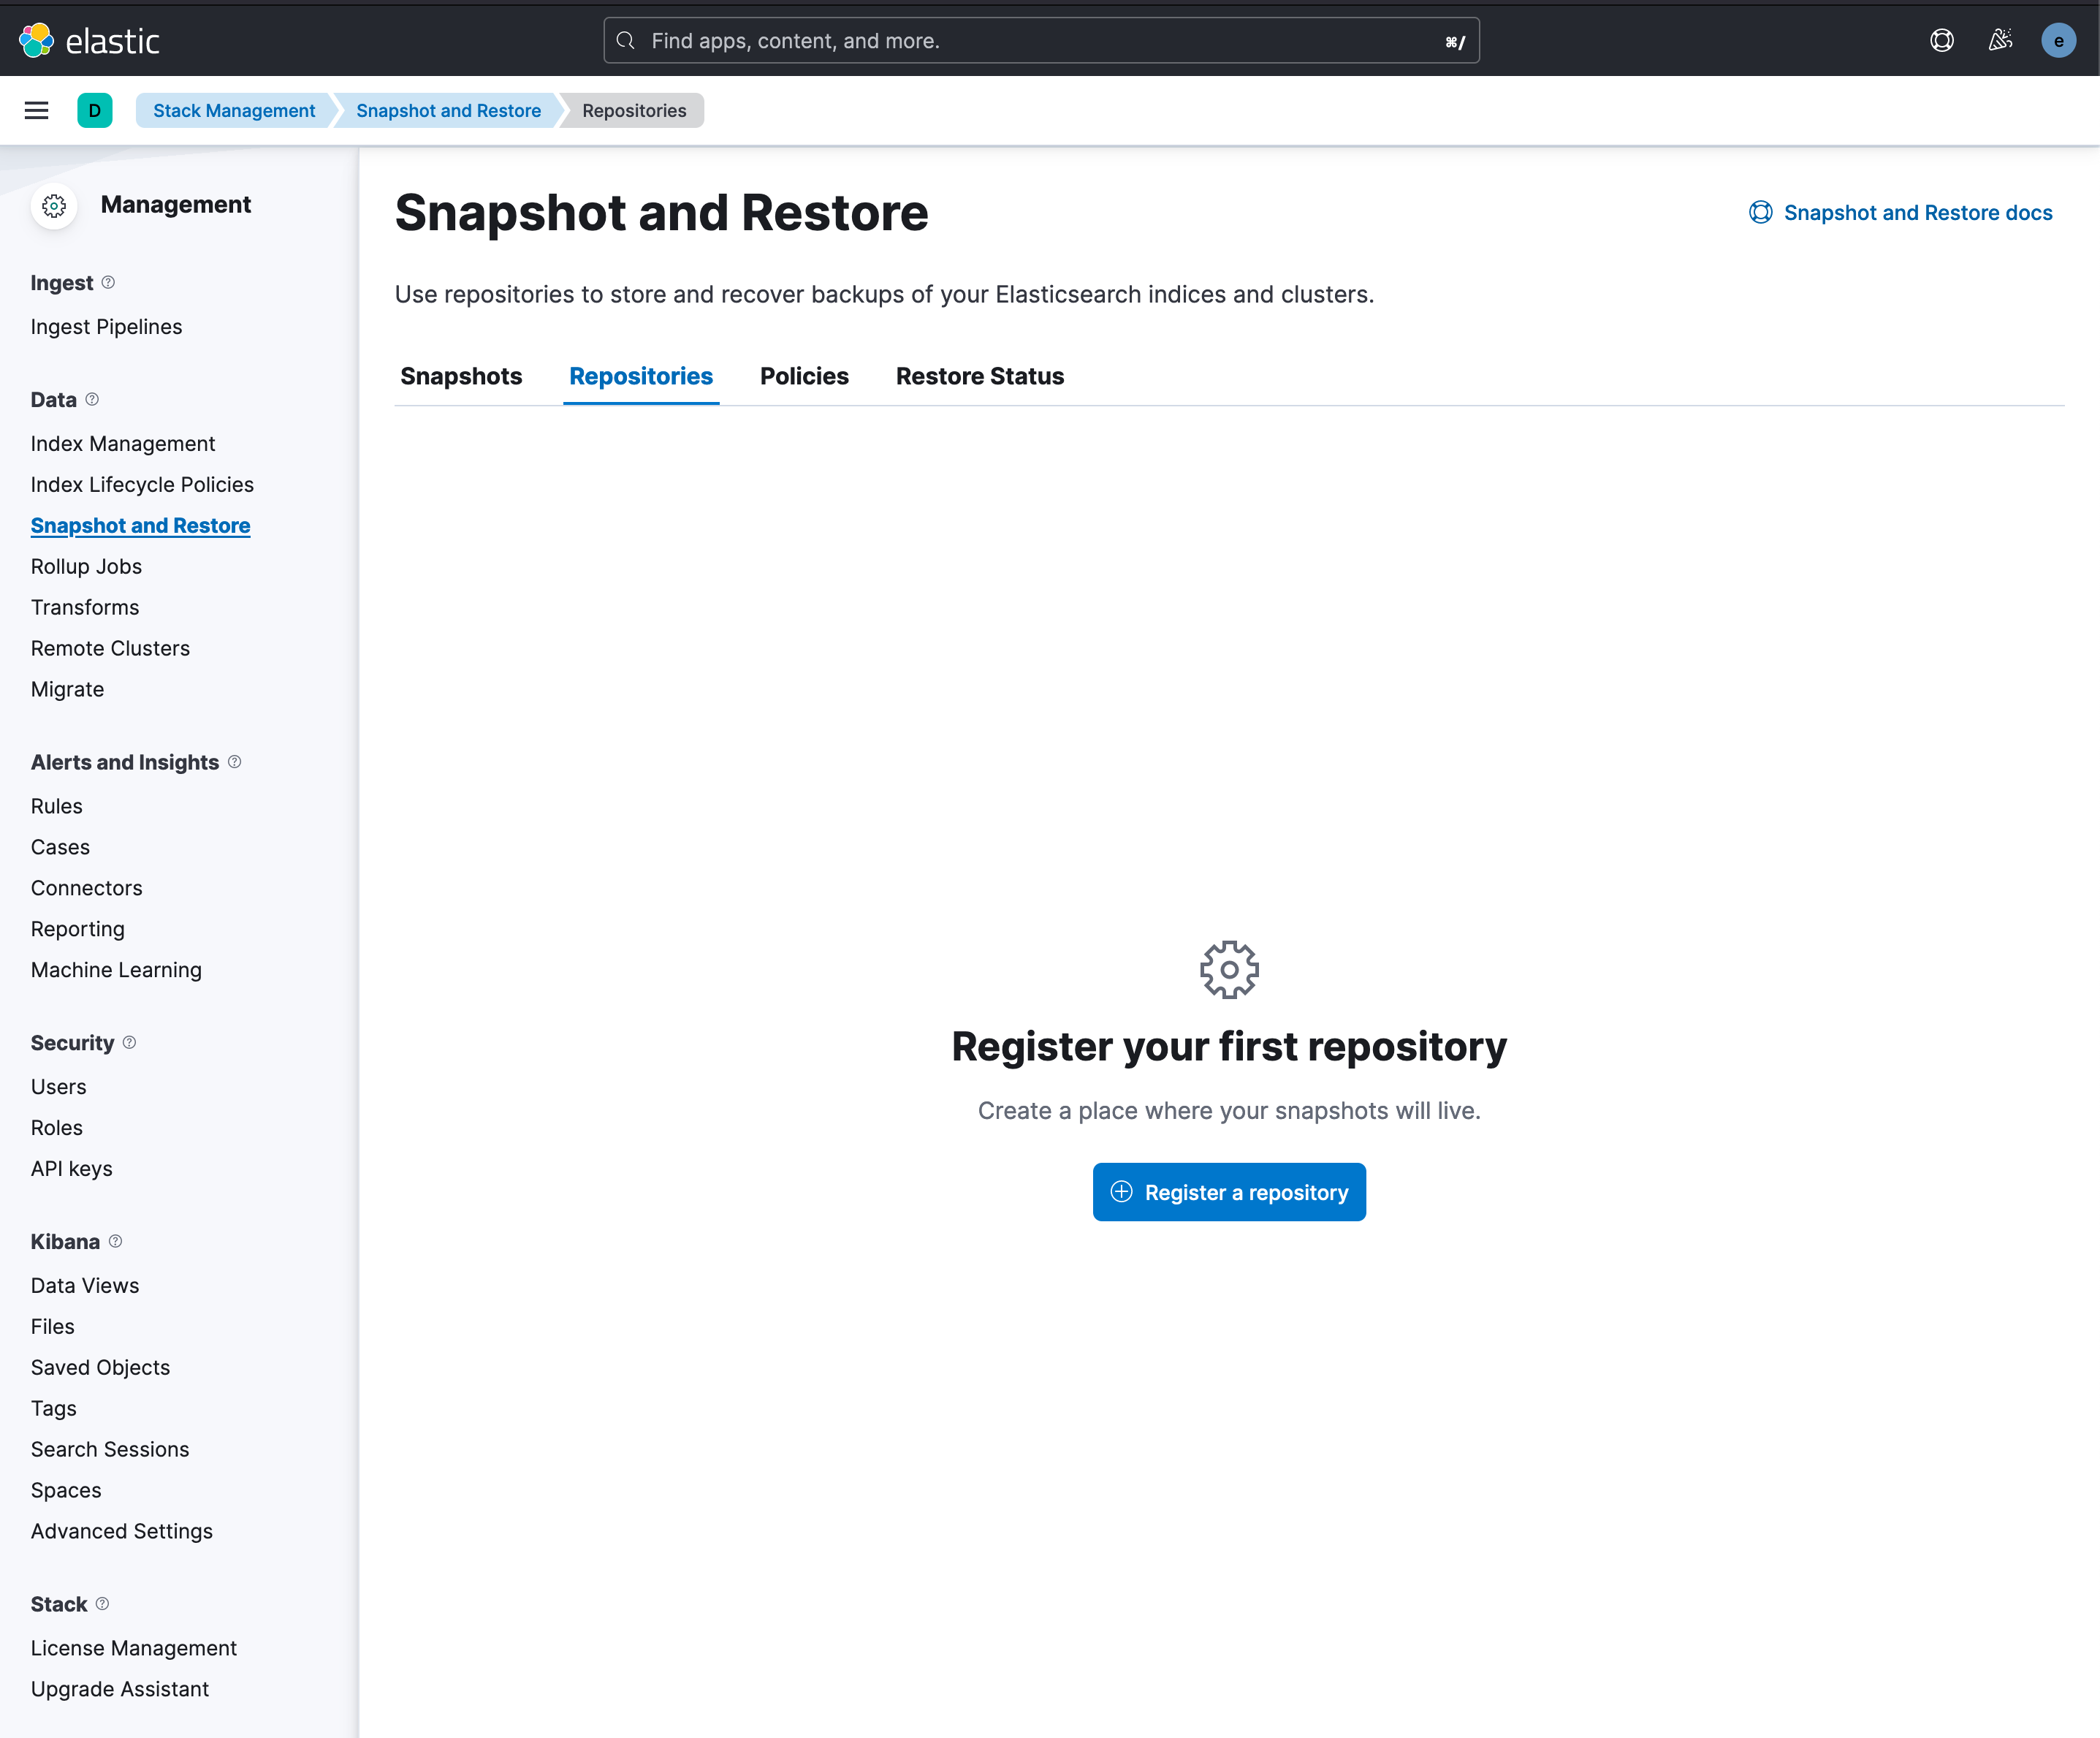 elastic
Find apps, content, and more.
⌘/
e
D
Stack Management
Snapshot and Restore
Repositories
Management
Ingest
Ingest Pipelines
Data
Index Management
Index Lifecycle Policies
Snapshot and Restore
Rollup Jobs
Transforms
Remote Clusters
Migrate
Alerts and Insights
Rules
Cases
Connectors
Reporting
Machine Learning
Security
Users
Roles
API keys
Kibana
Data Views
Files
Saved Objects
Tags
Search Sessions
Spaces
Advanced Settings
Stack
License Management
Upgrade Assistant
Snapshot and Restore
Snapshot and Restore docs
Use repositories to store and recover backups of your Elasticsearch indices and clusters.
Snapshots
Repositories
Policies
Restore Status
Register your first repository
Create a place where your snapshots will live.
Register a repository